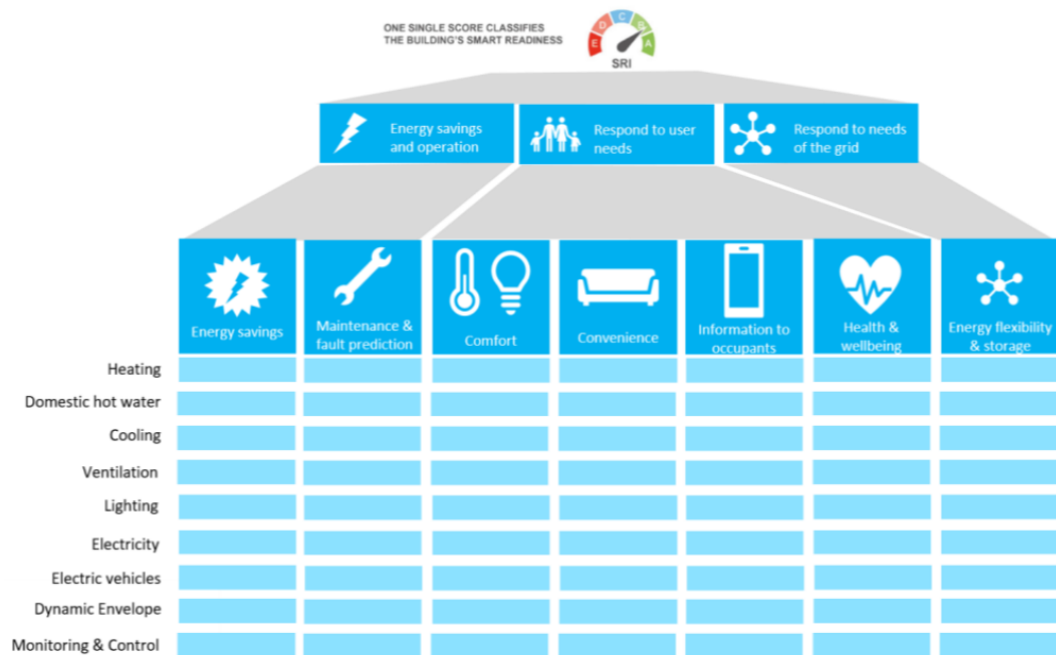 ONE SINGLE SCORE CLASSIFIES
THE BUILDING'S SMART READINESS
E D C B A
SRI
Energy savings
and operation
Respond to user
needs
Respond to needs
of the grid
Energy savings
Maintenance &
fault prediction
Comfort
Convenience
Information to
occupants
Health &
wellbeing
Energy flexibility
& storage
Heating
Domestic hot water
Cooling
Ventilation
Lighting
Electricity
Electric vehicles
Dynamic Envelope
Monitoring & Control